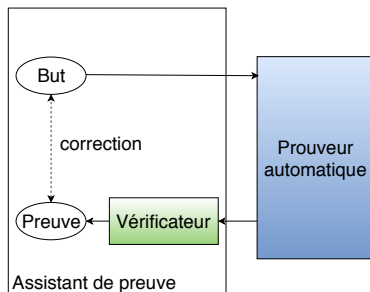 But
correction
Prouveur
automatique
Preuve
Vérificateur
Assistant de preuve